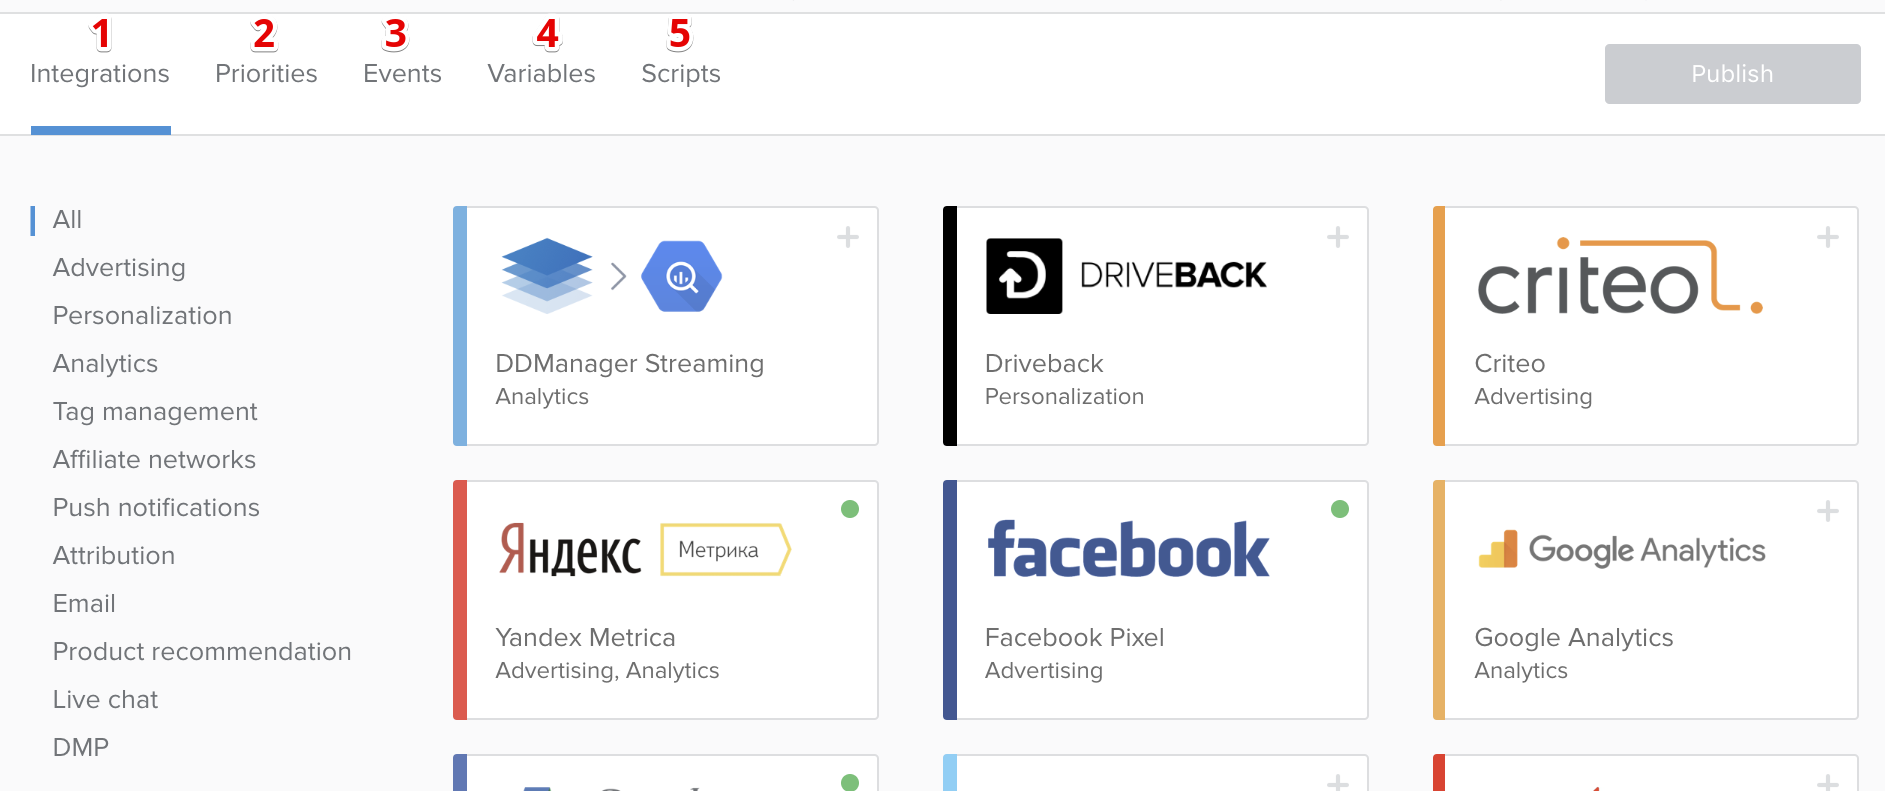 1 2 3 4 5
Integrations Priorities Events Variables Scripts Publish
All
Advertising
Personalization
Analytics
Tag management
Affiliate networks
Push notifications
Attribution
Email
Product recommendation
Live chat
DMP
DDManager Streaming
Analytics
DRIVEBACK
Driveback
Personalization
criteo
Criteo
Advertising
Яндекс Метрика
Yandex Metrica
Advertising, Analytics
facebook
Facebook Pixel
Advertising
Google Analytics
Google Analytics
Analytics